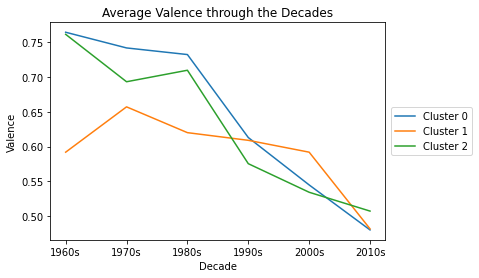 Average Valence through the Decades
Valence
0.75
0.70
0.65
0.60
0.55
0.50
1960s 1970s 1980s 1990s 2000s 2010s
Decade
Cluster 0
Cluster 1
Cluster 2